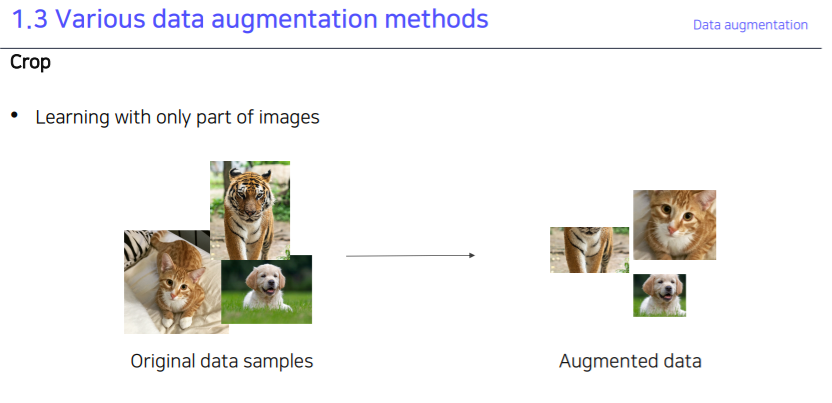 1.3 Various data augmentation methods
Data augmentation
Crop
• Learning with only part of images
Original data samples
Augmented data